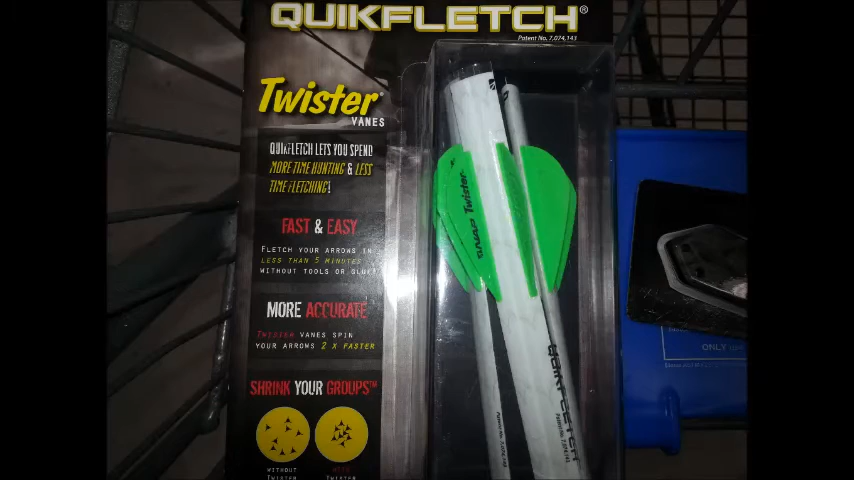 QUIKFLETCH®
Patent No. 7,074,143
Twister®
VANES
QUIKFLETCH LETS YOU SPEND
MORE TIME HUNTING & LESS
TIME FLETCHING!
FAST & EASY
FLETCH YOUR ARROWS IN
LESS THAN 5 MINUTES
WITHOUT TOOLS OR GLUE
MORE ACCURATE
TWISTER VANES SPIN
YOUR ARROWS 2 X FASTER
SHRINK YOUR GROUPS™
WITHOUT
TWISTER
WITH
TWISTER
Twister
QUIKFLETCH
ONLY